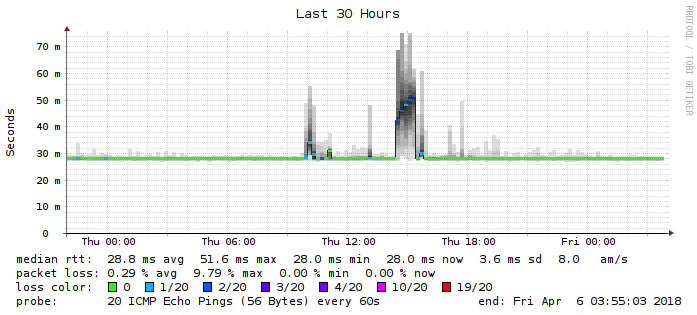 Last 30 Hours
RRDTOOL / TOBI OETIKER
Seconds
70 m
60 m
50 m
40 m
30 m
20 m
10 m
0
Thu 00:00 Thu 06:00 Thu 12:00 Thu 18:00 Fri 00:00
median rtt: 28.8 ms avg 51.6 ms max 28.0 ms min 28.0 ms now 3.6 ms sd 8.0 am/s
packet loss: 0.29 % avg 9.79 % max 0.00 % min 0.00 % now
loss color: 0 1/20 2/20 3/20 4/20 10/20 19/20
probe: 20 ICMP Echo Pings (56 Bytes) every 60s end: Fri Apr 6 03:55:03 2018